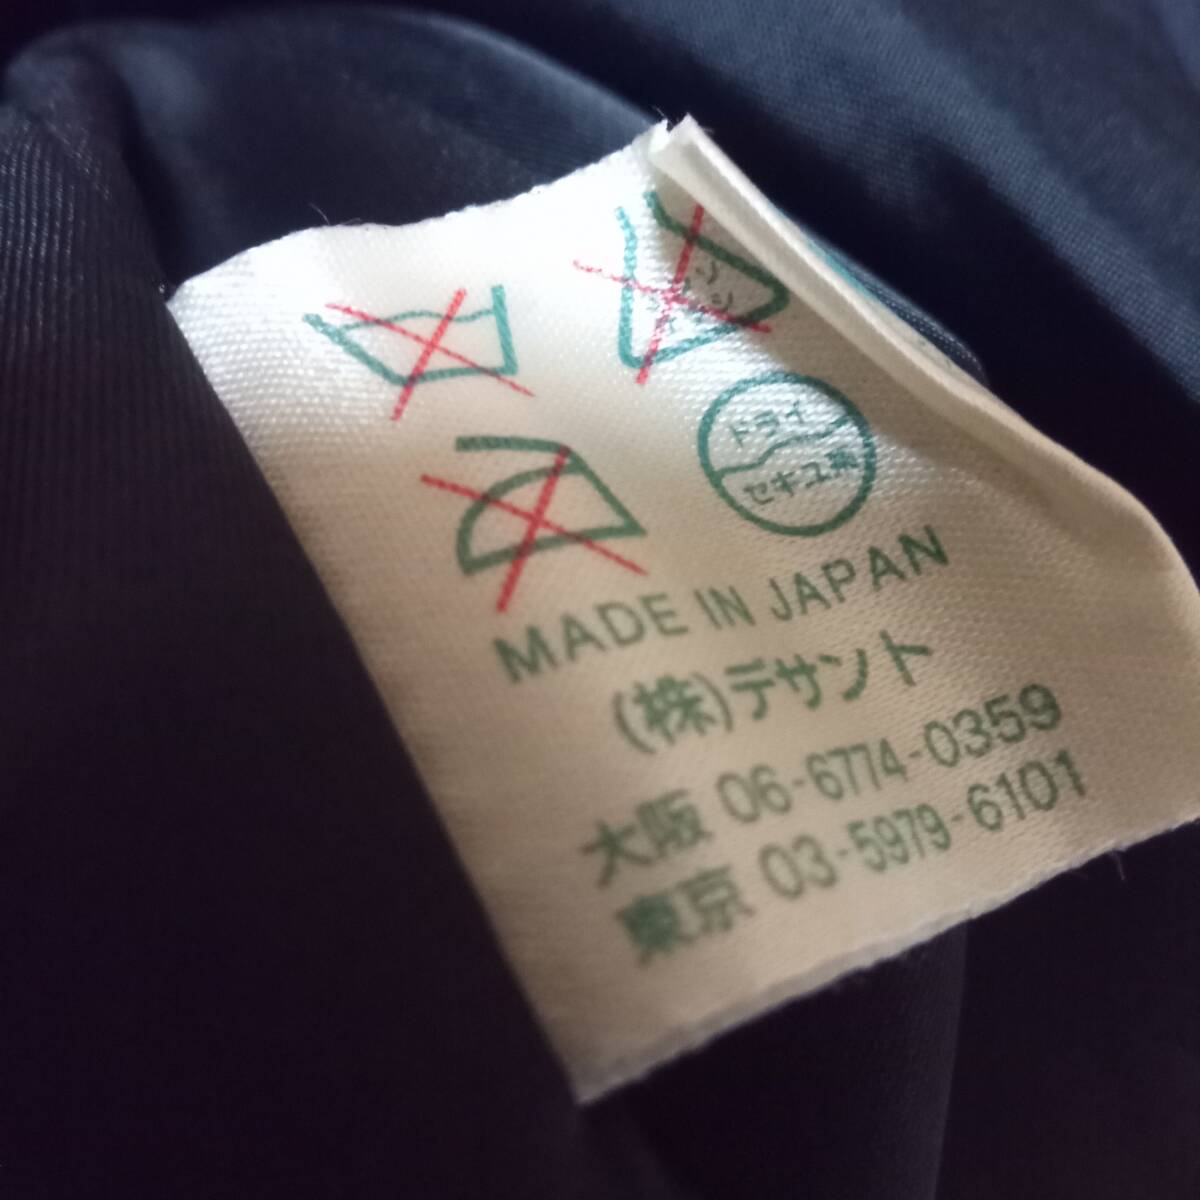 ドライ
セキユ系
MADE IN JAPAN
(株)デサント
大阪 06-6774-0359
東京 03-5979-6101